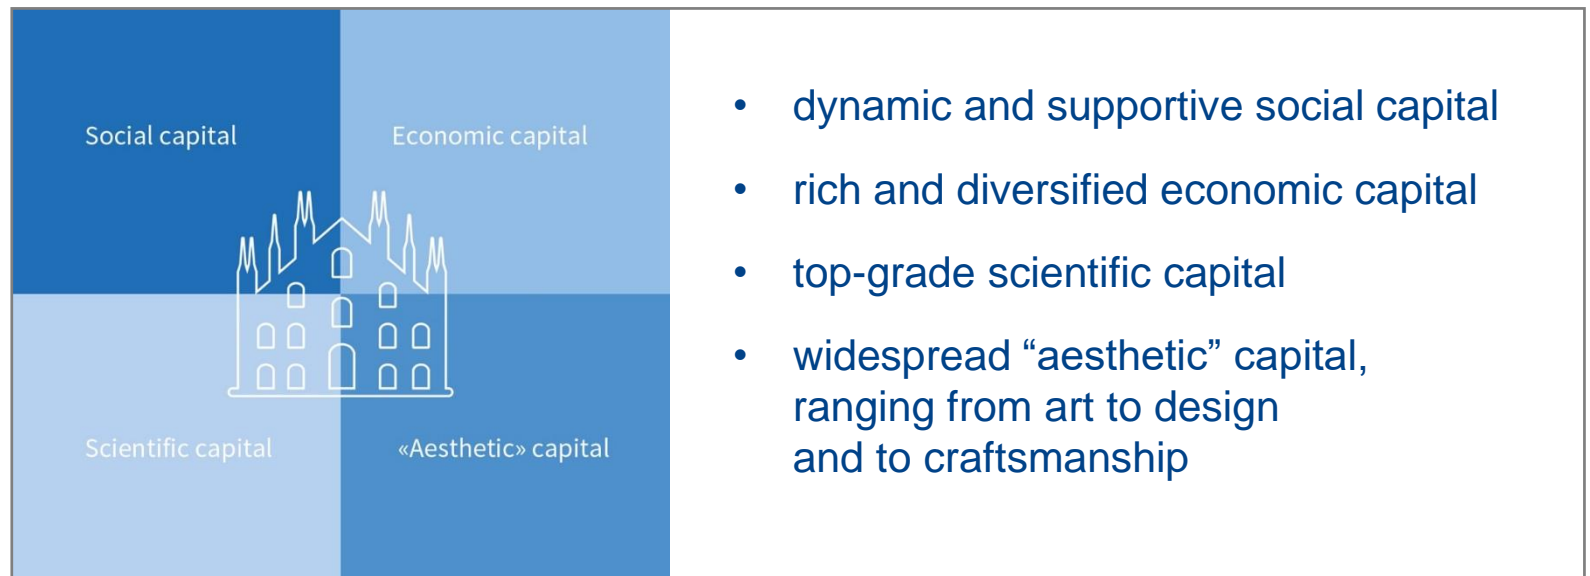 Social capital
Economic capital
Scientific capital
«Aesthetic» capital
• dynamic and supportive social capital
• rich and diversified economic capital
• top-grade scientific capital
• widespread “aesthetic” capital,
ranging from art to design
and to craftsmanship